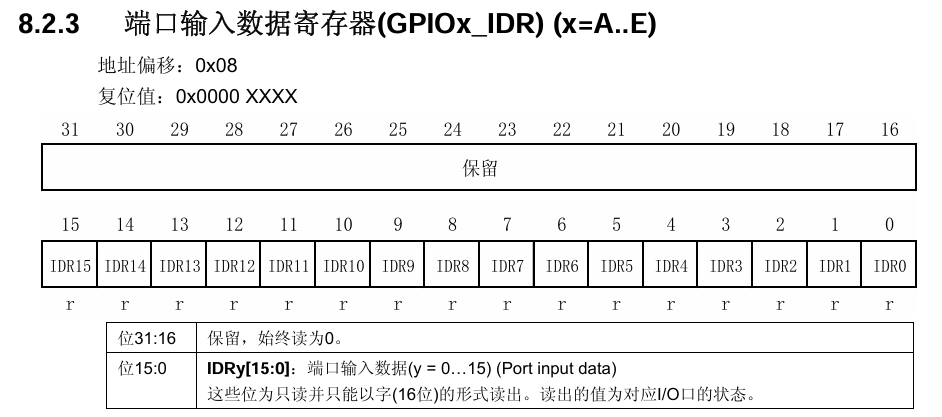 8.2.3 端口输入数据寄存器(GPIOx_IDR) (x=A..E)
地址偏移：0x08
复位值：0x0000 XXXX
31 30 29 28 27 26 25 24 23 22 21 20 19 18 17 16
保留
15 14 13 12 11 10 9 8 7 6 5 4 3 2 1 0
IDR15 IDR14 IDR13 IDR12 IDR11 IDR10 IDR9 IDR8 IDR7 IDR6 IDR5 IDR4 IDR3 IDR2 IDR1 IDR0
r r r r r r r r r r r r r r r r
位31:16 保留，始终读为0。
位15:0 IDRy[15:0]：端口输入数据(y = 0…15) (Port input data)
这些位为只读并只能以字(16位)的形式读出。读出的值为对应I/O口的状态。